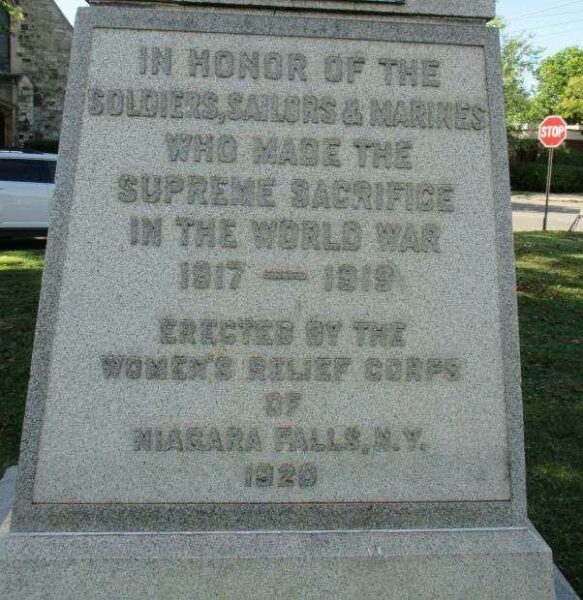 IN HONOR OF THE
SOLDIERS, SAILORS & MARINES
WHO MADE THE
SUPREME SACRIFICE
IN THE WORLD WAR
1917 — 1919
ERECTED BY THE
WOMEN'S RELIEF CORPS
OF
NIAGARA FALLS, N.Y.
STOP